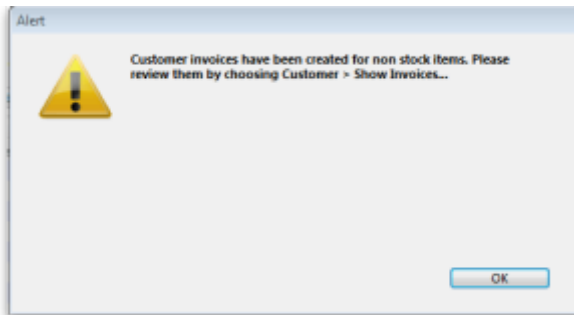 Alert
Customer invoices have been created for non stock items. Please
review them by choosing Customer > Show Invoices...
OK